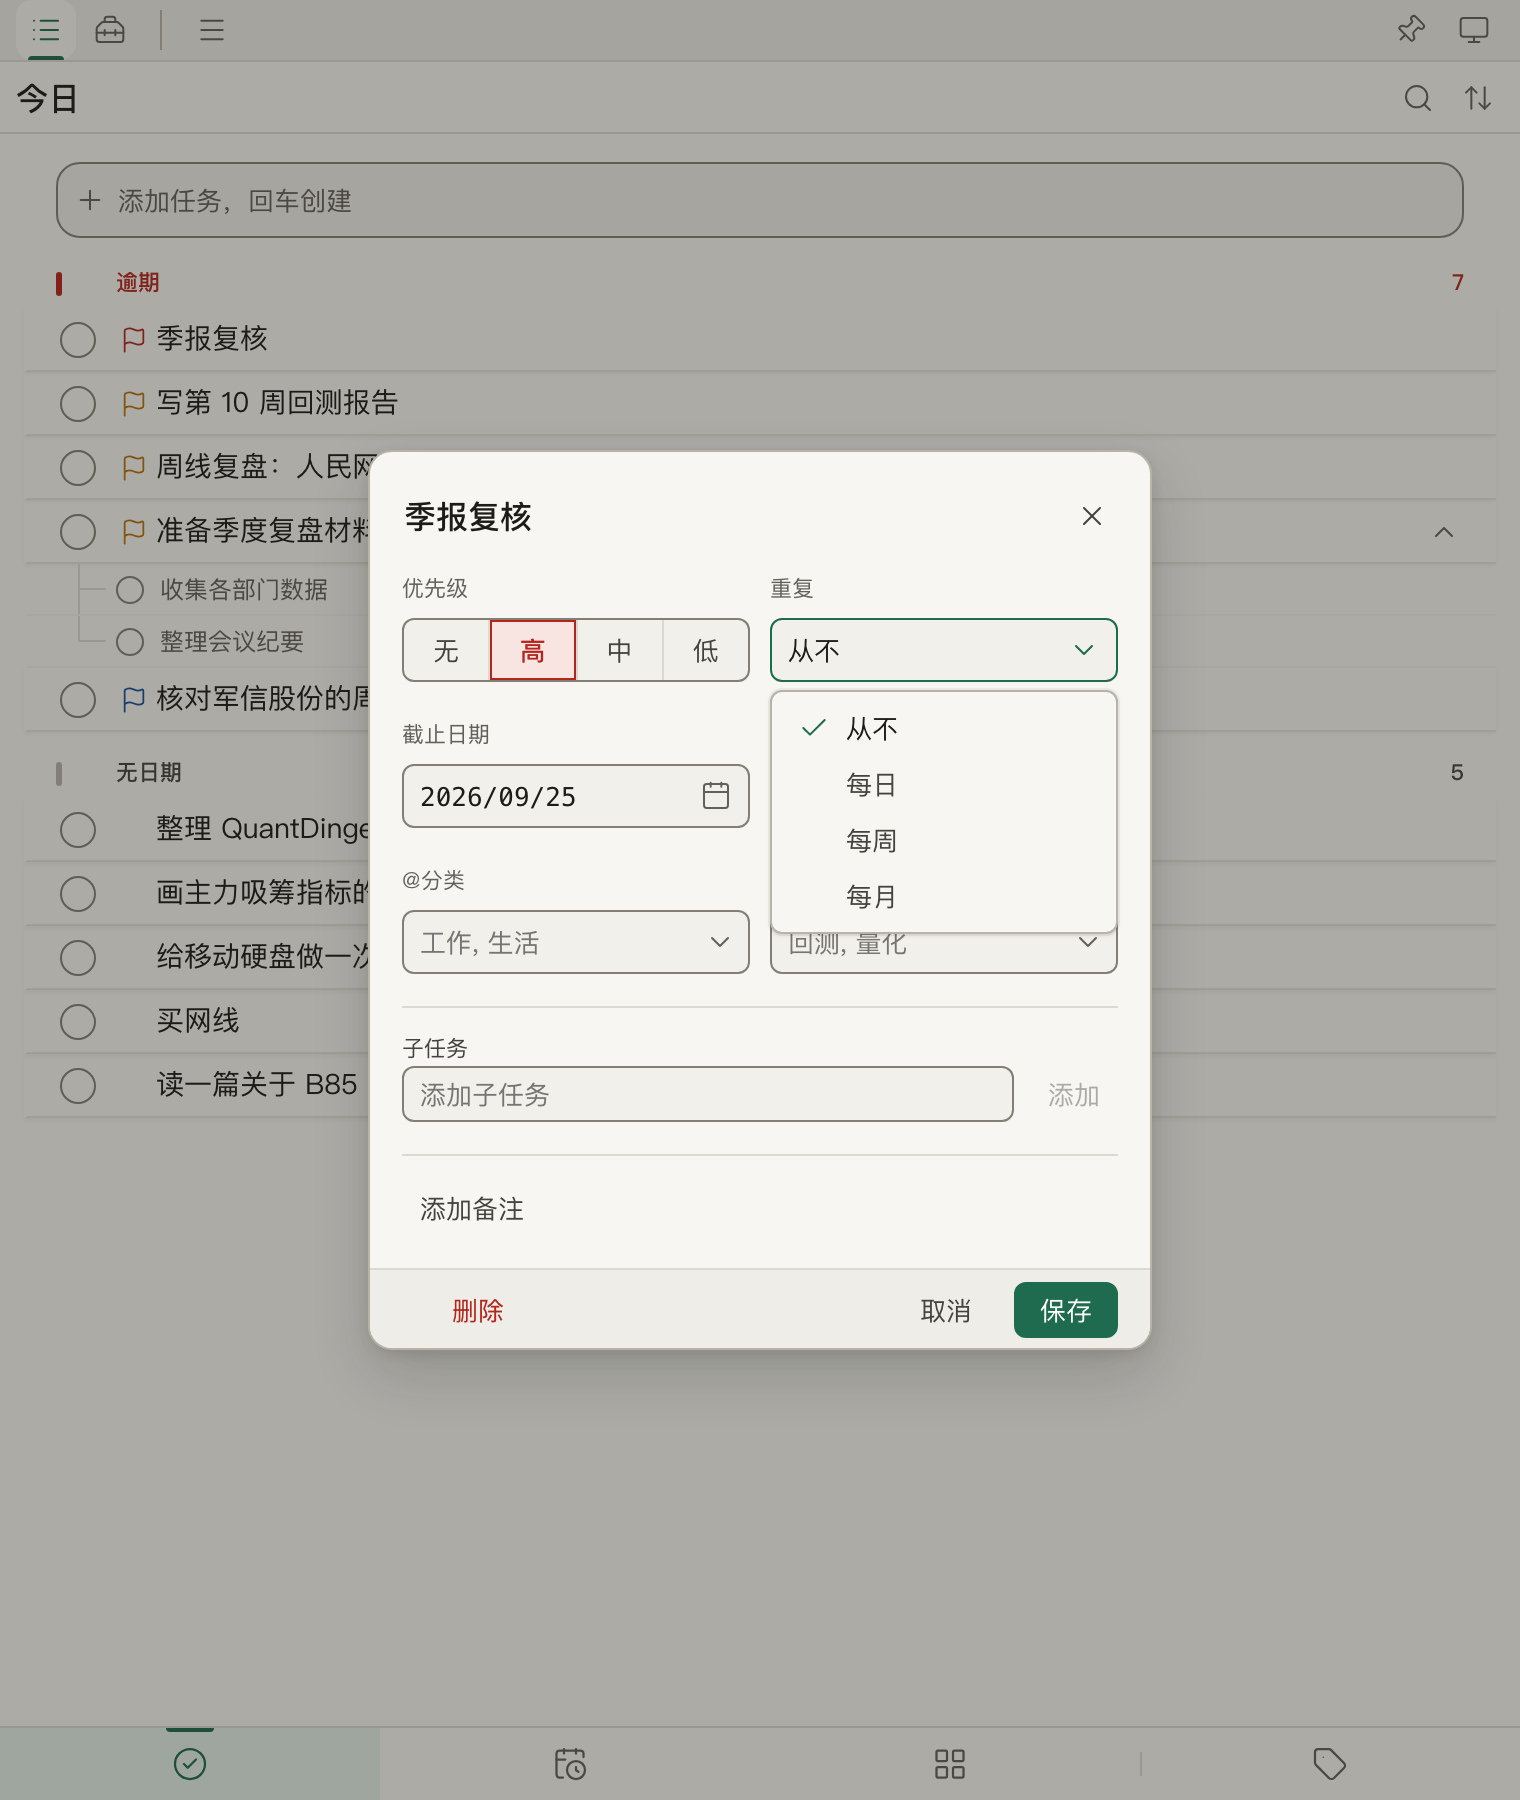 今日
添加任务，回车创建
逾期 7
季报复核
写第 10 周回测报告
周线复盘：人民网
准备季度复盘材料
收集各部门数据
整理会议纪要
核对军信股份的周
无日期 5
整理 QuantDinge
画主力吸筹指标的
给移动硬盘做一次
买网线
读一篇关于 B85
季报复核
优先级 重复
无 高 中 低 从不
从不
每日
每周
每月
截止日期
2026/09/25
@分类
工作, 生活 回测, 量化
子任务
添加子任务 添加
添加备注
删除 取消 保存